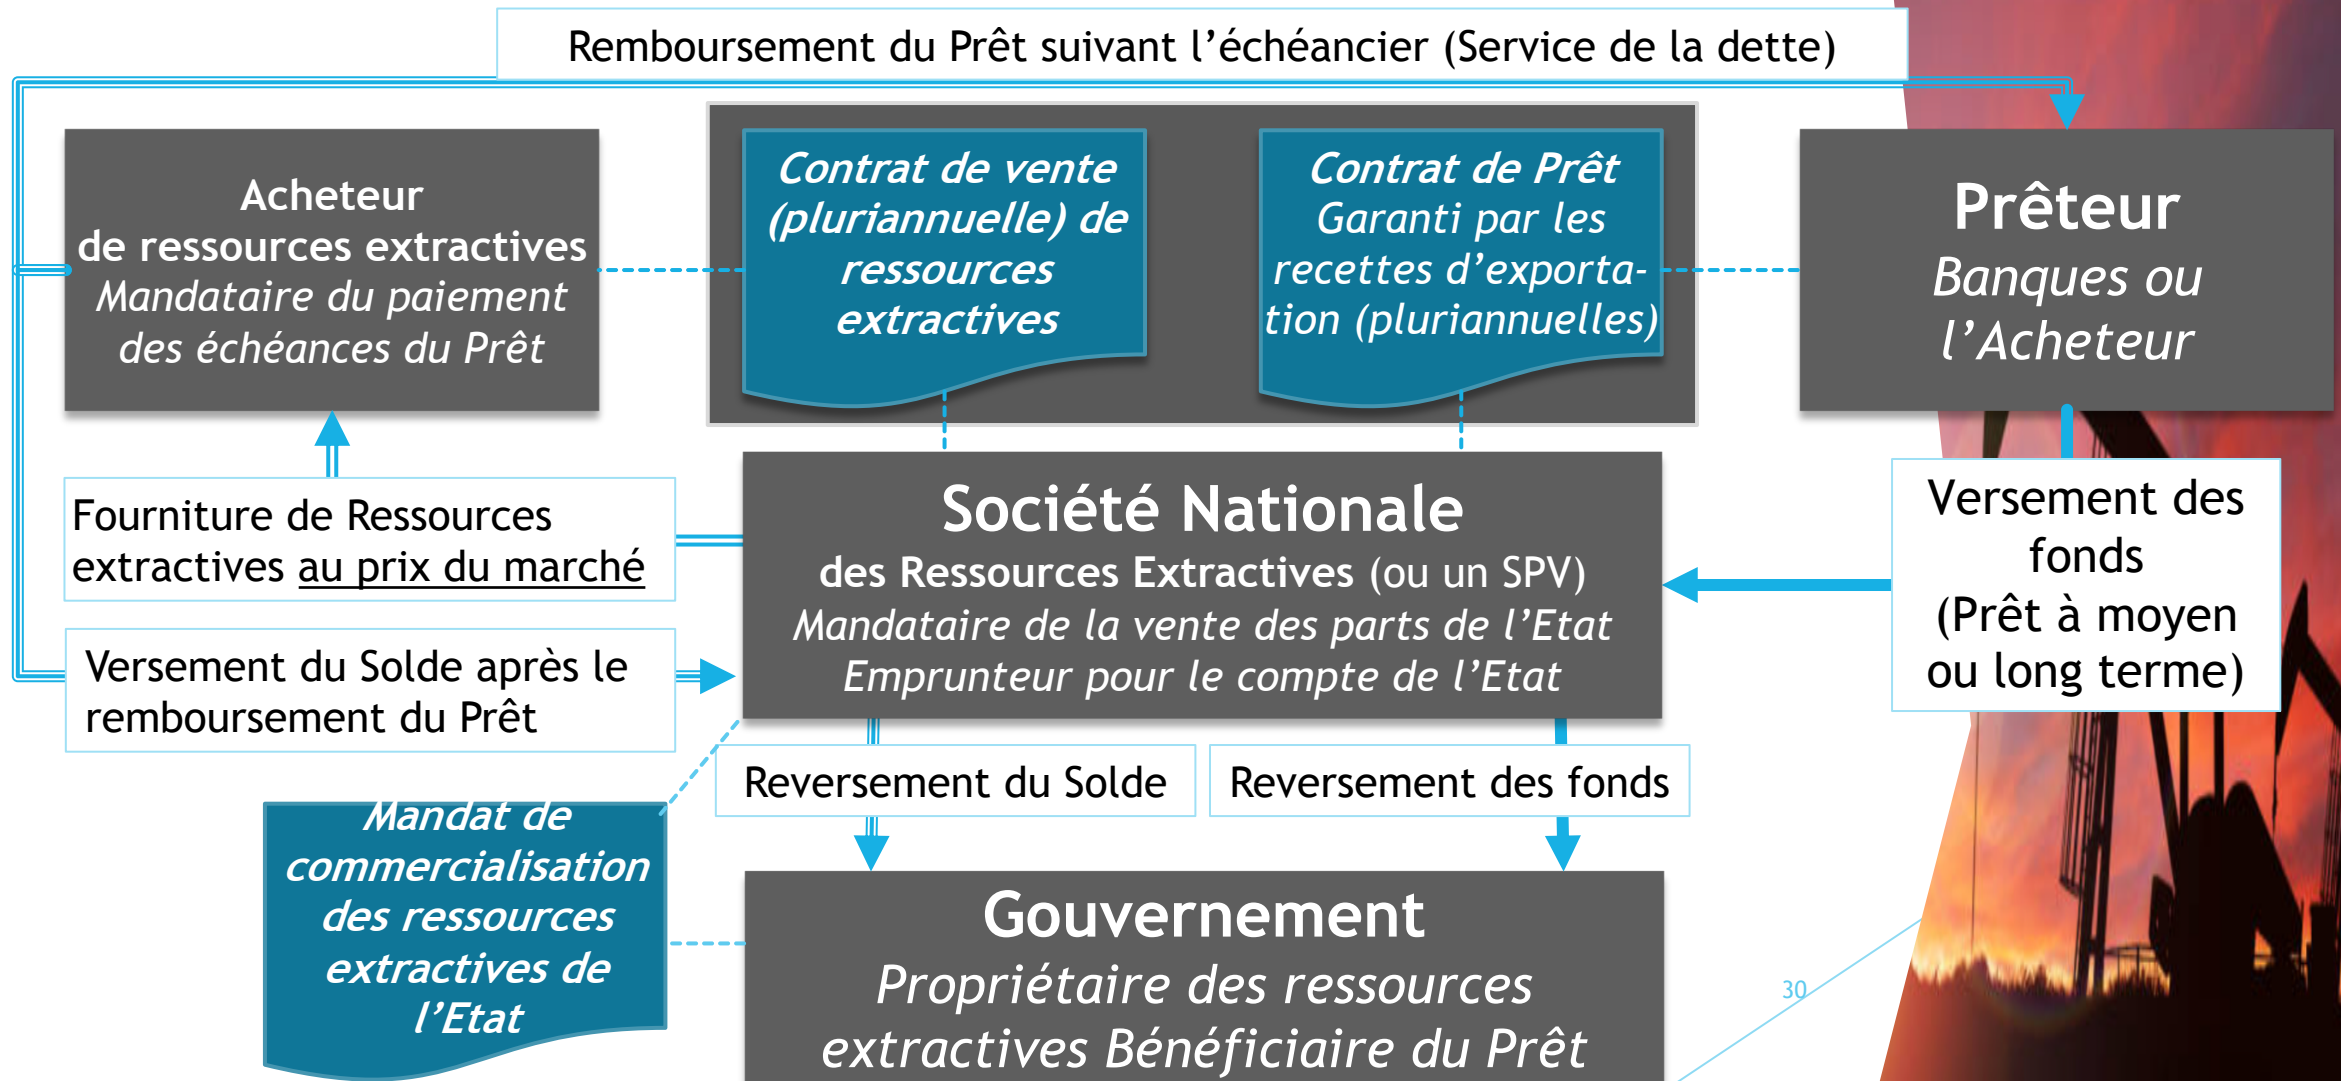 Remboursement du Prêt suivant l’échéancier (Service de la dette)
Acheteur
de ressources extractives
Mandataire du paiement
des échéances du Prêt
Contrat de vente
(pluriannuelle) de
ressources
extractives
Contrat de Prêt
Garanti par les
recettes d’exporta-
tion (pluriannuelles)
Prêteur
Banques ou
l’Acheteur
Fourniture de Ressources
extractives au prix du marché
Société Nationale
des Ressources Extractives (ou un SPV)
Mandataire de la vente des parts de l’Etat
Emprunteur pour le compte de l’Etat
Versement des
fonds
(Prêt à moyen
ou long terme)
Versement du Solde après le
remboursement du Prêt
Reversement du Solde
Reversement des fonds
Mandat de
commercialisation
des ressources
extractives de
l’Etat
Gouvernement
Propriétaire des ressources
extractives Bénéficiaire du Prêt
30